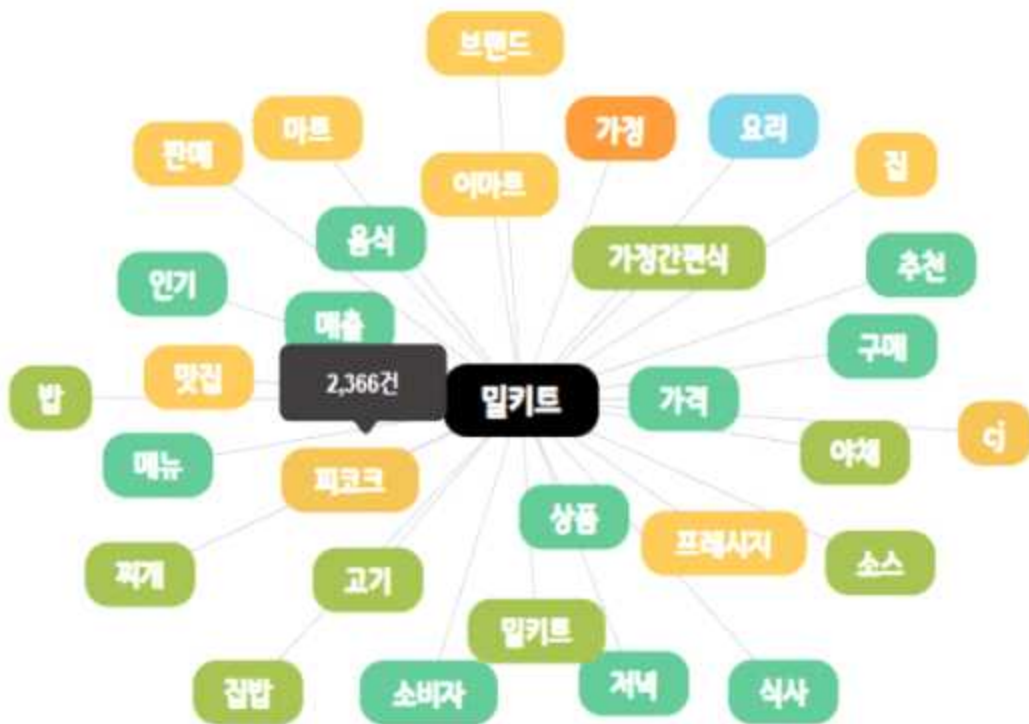 브랜드
마트
가정
요리
판매
이마트
집
음식
가정간편식
추천
인기
매출
구매
맛집
2,366건
밀키트
가격
밥
cj
메뉴
피코크
야채
상품
프레시지
찌개
고기
소스
밀키트
집밥
소비자
저녁
식사